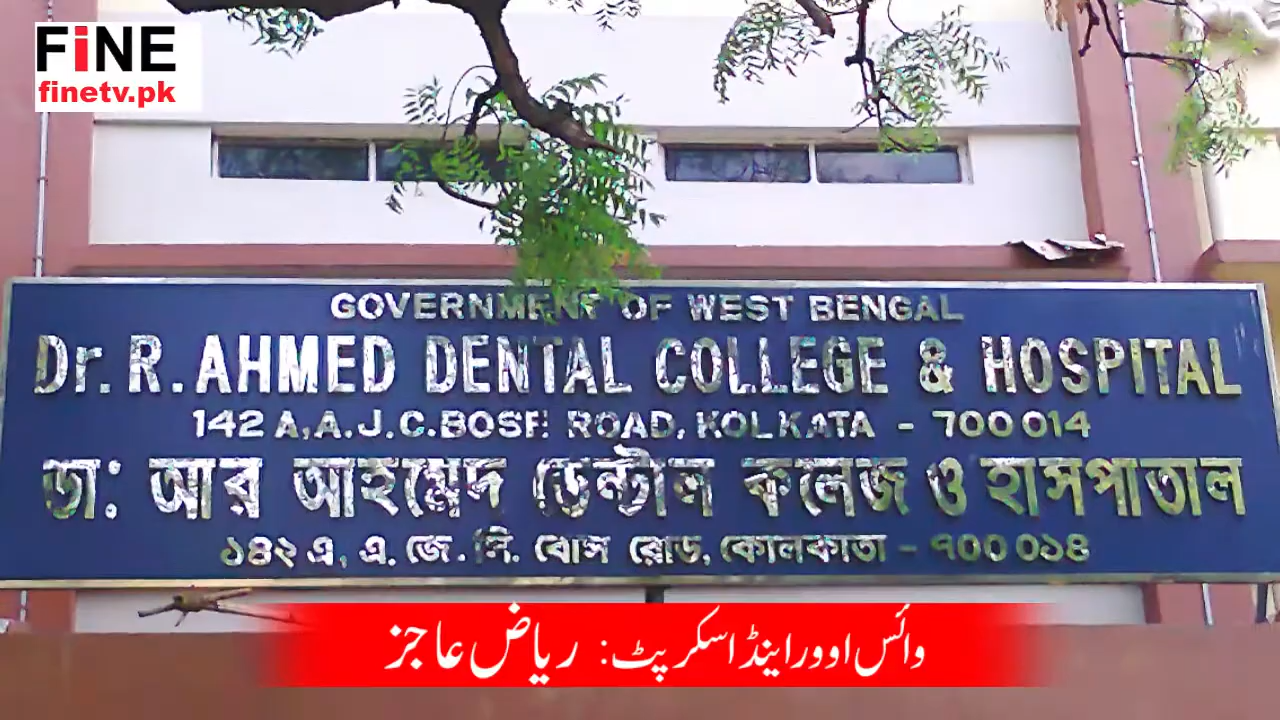 FiNE
finetv.pk
GOVERNMENT OF WEST BENGAL
Dr. R. AHMED DENTAL COLLEGE & HOSPITAL
142 A, A.J.C.BOSE ROAD, KOLKATA - 700 014
ডা: আর আহম্মেদ ডেন্টাল কলেজ ও হাসপাতাল
১৪২ এ, এ. জে. সি. বোস রোড, কোলকাতা - ৭০০ ০১৪
وائس اوور اینڈ اسکرپٹ: ریاض عاجز